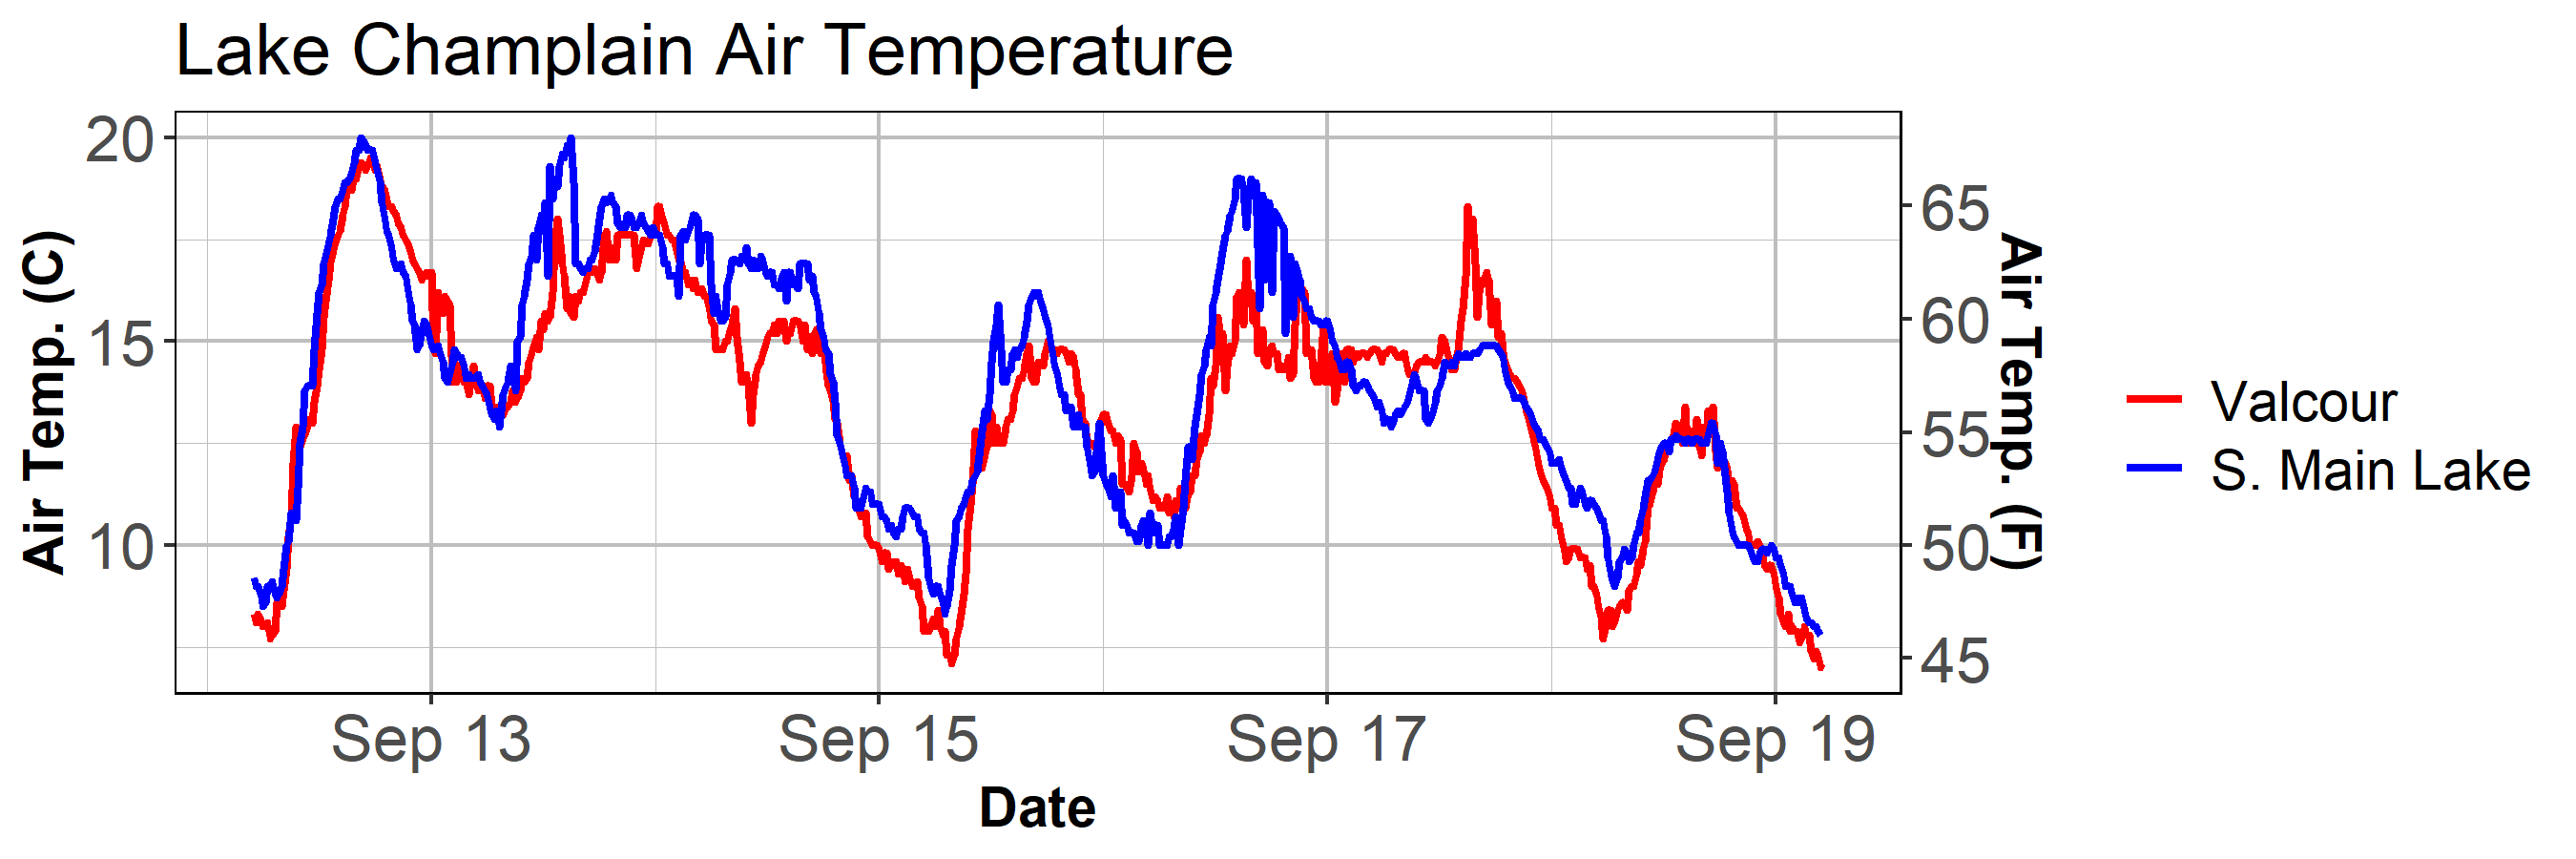 Lake Champlain Air Temperature
Air Temp. (C)
20
15
10
65
60
55
50
45
Air Temp. (F)
Sep 13
Sep 15
Sep 17
Sep 19
Date
Valcour
S. Main Lake